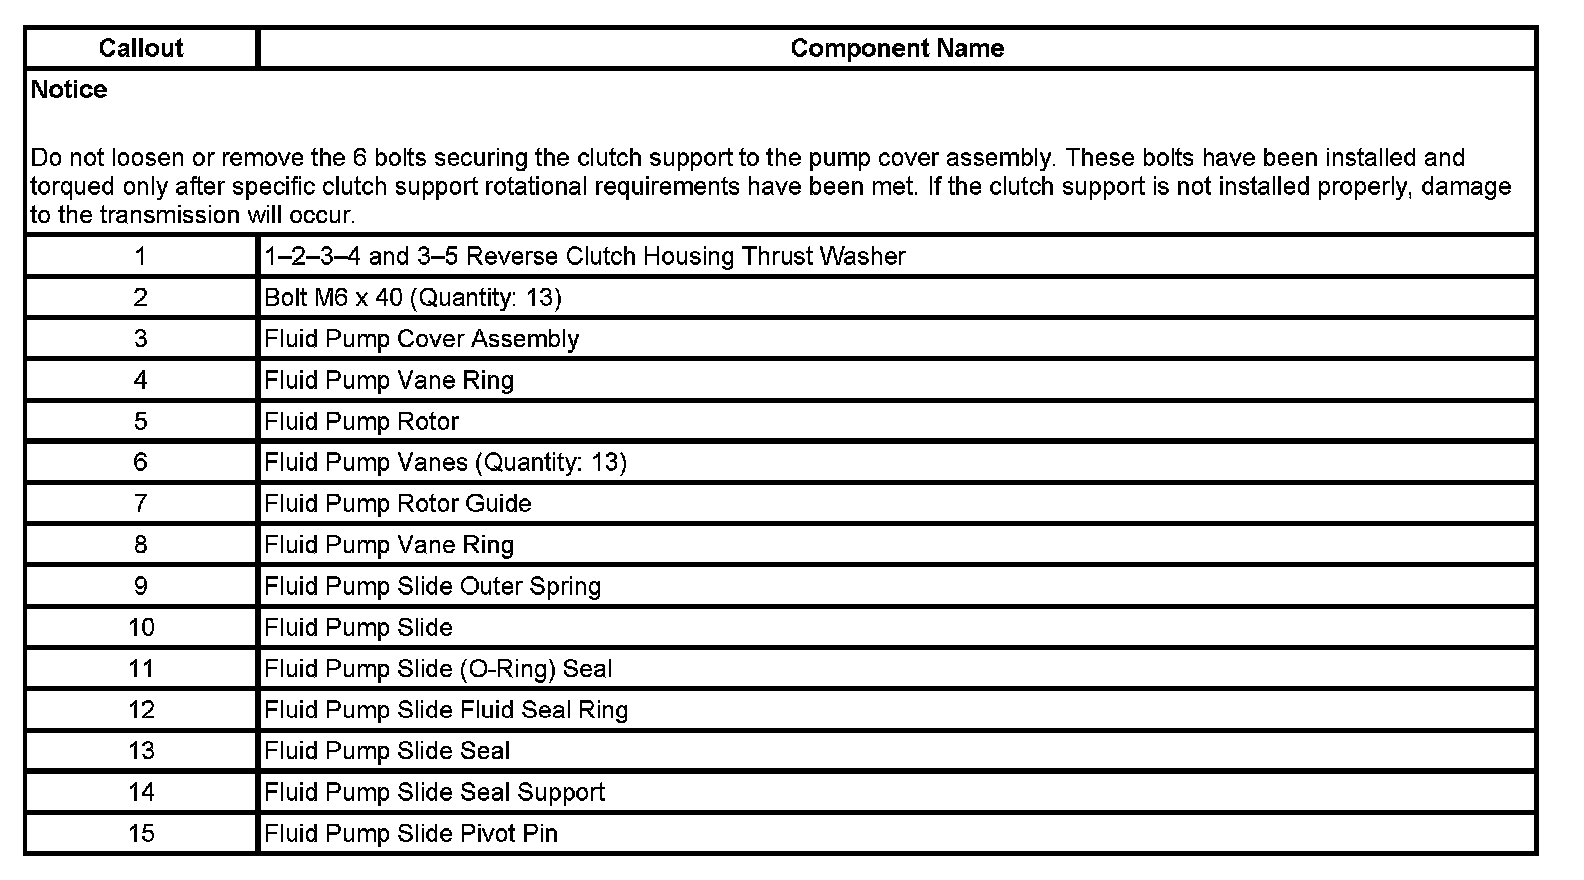 Callout Component Name
Notice
Do not loosen or remove the 6 bolts securing the clutch support to the pump cover assembly. These bolts have been installed and
torqued only after specific clutch support rotational requirements have been met. If the clutch support is not installed properly, damage
to the transmission will occur.
1 1–2–3–4 and 3–5 Reverse Clutch Housing Thrust Washer
2 Bolt M6 x 40 (Quantity: 13)
3 Fluid Pump Cover Assembly
4 Fluid Pump Vane Ring
5 Fluid Pump Rotor
6 Fluid Pump Vanes (Quantity: 13)
7 Fluid Pump Rotor Guide
8 Fluid Pump Vane Ring
9 Fluid Pump Slide Outer Spring
10 Fluid Pump Slide
11 Fluid Pump Slide (O-Ring) Seal
12 Fluid Pump Slide Fluid Seal Ring
13 Fluid Pump Slide Seal
14 Fluid Pump Slide Seal Support
15 Fluid Pump Slide Pivot Pin